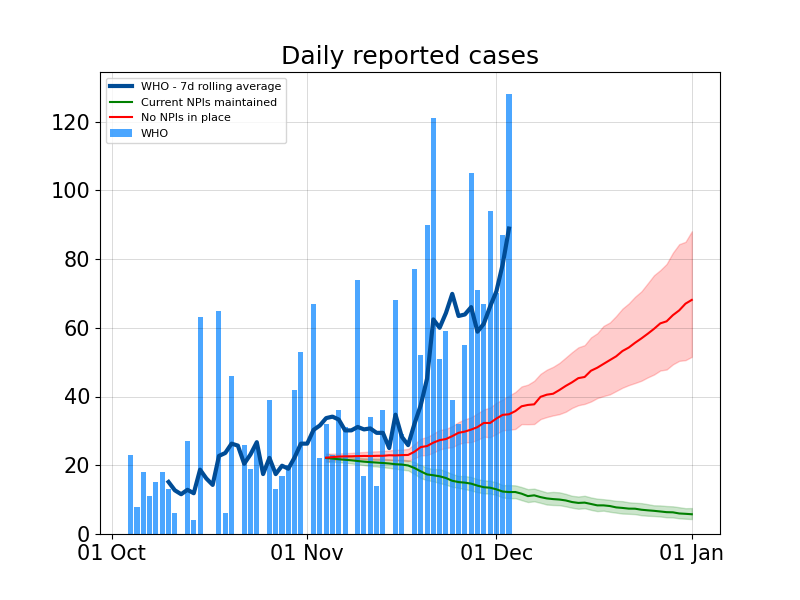 Daily reported cases
WHO - 7d rolling average
Current NPIs maintained
No NPIs in place
WHO
120
100
80
60
40
20
0
01 Oct
01 Nov
01 Dec
01 Jan